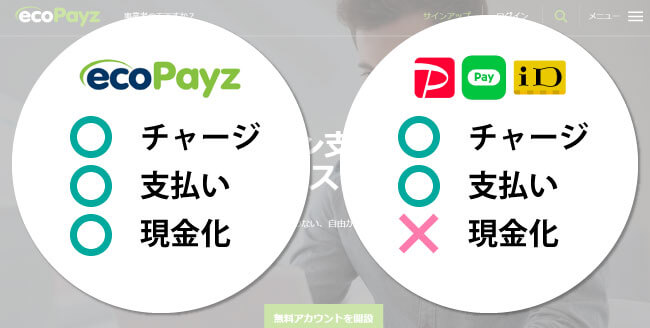 ecoPayz
サインアップ
ログイン
メニュー
ecoPayz
チャージ
支払い
現金化
P
Pay
iD
チャージ
支払い
現金化
無料アカウントを開設